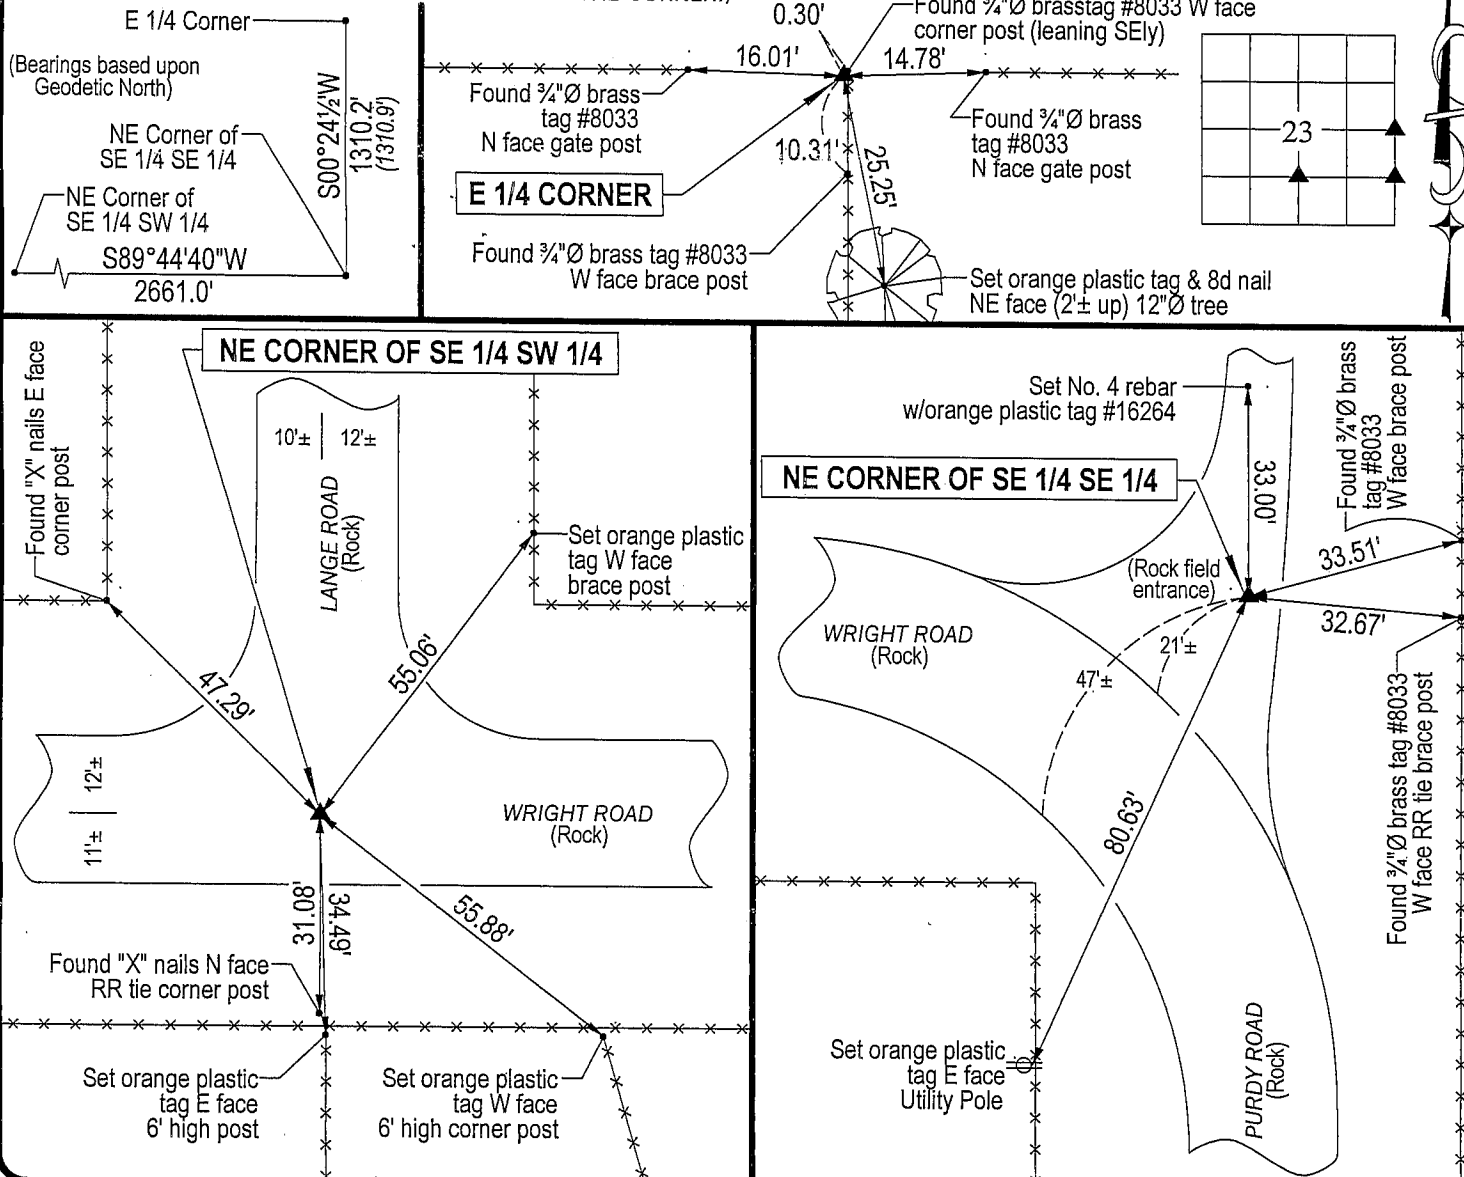 E 1/4 Corner
(Bearings based upon
Geodetic North)
NE Corner of
SE 1/4 SE 1/4
NE Corner of
SE 1/4 SW 1/4
S00°24½'W
1310.2'
(1310.9')
S89°44'40"W
2661.0'
0.30'
Found ¾"Ø brasstag #8033 W face
corner post (leaning SEly)
16.01'
14.78'
Found ¾"Ø brass
tag #8033
N face gate post
Found ¾"Ø brass
tag #8033
N face gate post
10.31'
25.25'
E 1/4 CORNER
Found ¾"Ø brass tag #8033
W face brace post
Set orange plastic tag & 8d nail
NE face (2'± up) 12"Ø tree
23
NE CORNER OF SE 1/4 SW 1/4
Found "X" nails E face
corner post
10'±
12'±
LANGE ROAD
(Rock)
Set orange plastic
tag W face
brace post
47.29'
55.06'
12'±
11'±
WRIGHT ROAD
(Rock)
31.08'
34.49'
55.88'
Found "X" nails N face
RR tie corner post
Set orange plastic
tag E face
6' high post
Set orange plastic
tag W face
6' high corner post
Set No. 4 rebar
w/orange plastic tag #16264
NE CORNER OF SE 1/4 SE 1/4
33.00'
Found ¾"Ø brass
tag #8033
W face brace post
33.51'
(Rock field
entrance)
32.67'
WRIGHT ROAD
(Rock)
21'±
47'±
80.63'
Found ¾"Ø brass tag #8033
W face RR tie brace post
Set orange plastic
tag E face
Utility Pole
PURDY ROAD
(Rock)